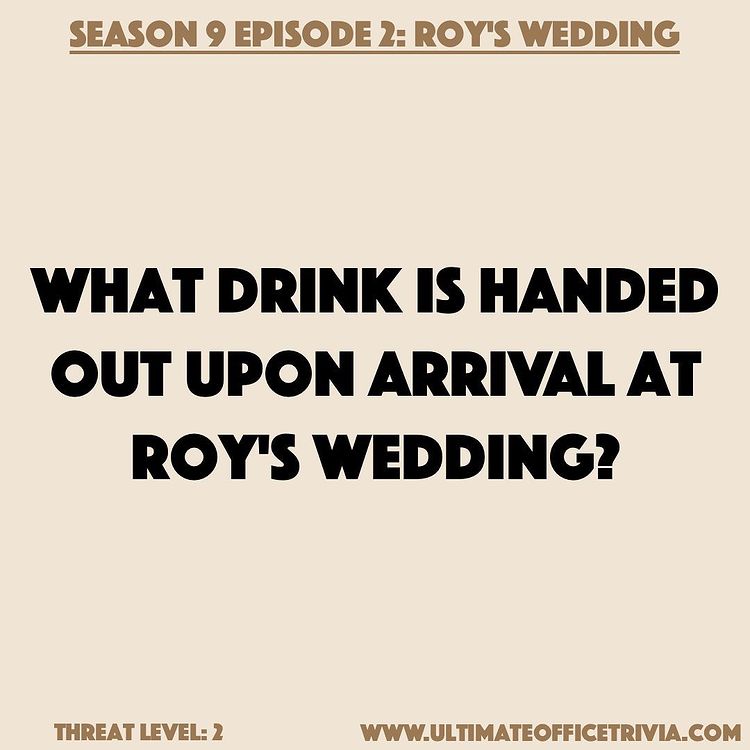 SEASON 9 EPISODE 2: ROY'S WEDDING
WHAT DRINK IS HANDED
OUT UPON ARRIVAL AT
ROY'S WEDDING?
THREAT LEVEL: 2
WWW.ULTIMATEOFFICETRIVIA.COM